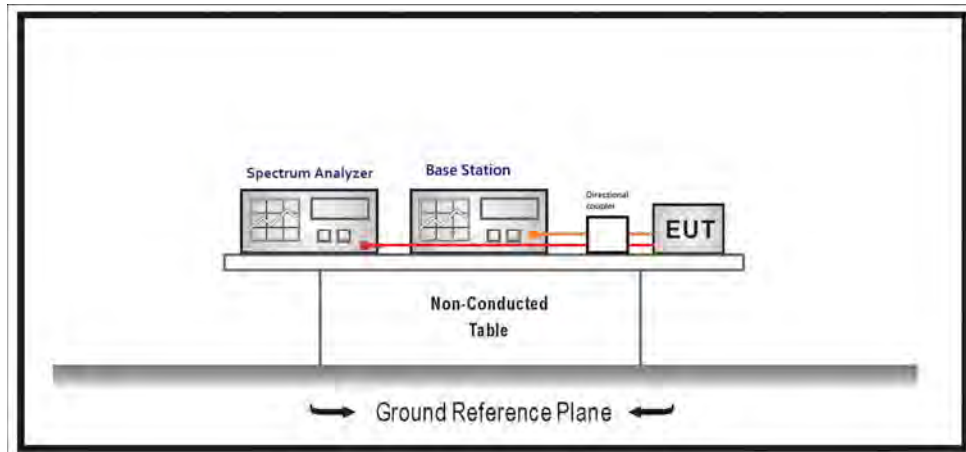 Spectrum Analyzer
Base Station
Directional
coupler
EUT
Non-Conducted
Table
Ground Reference Plane